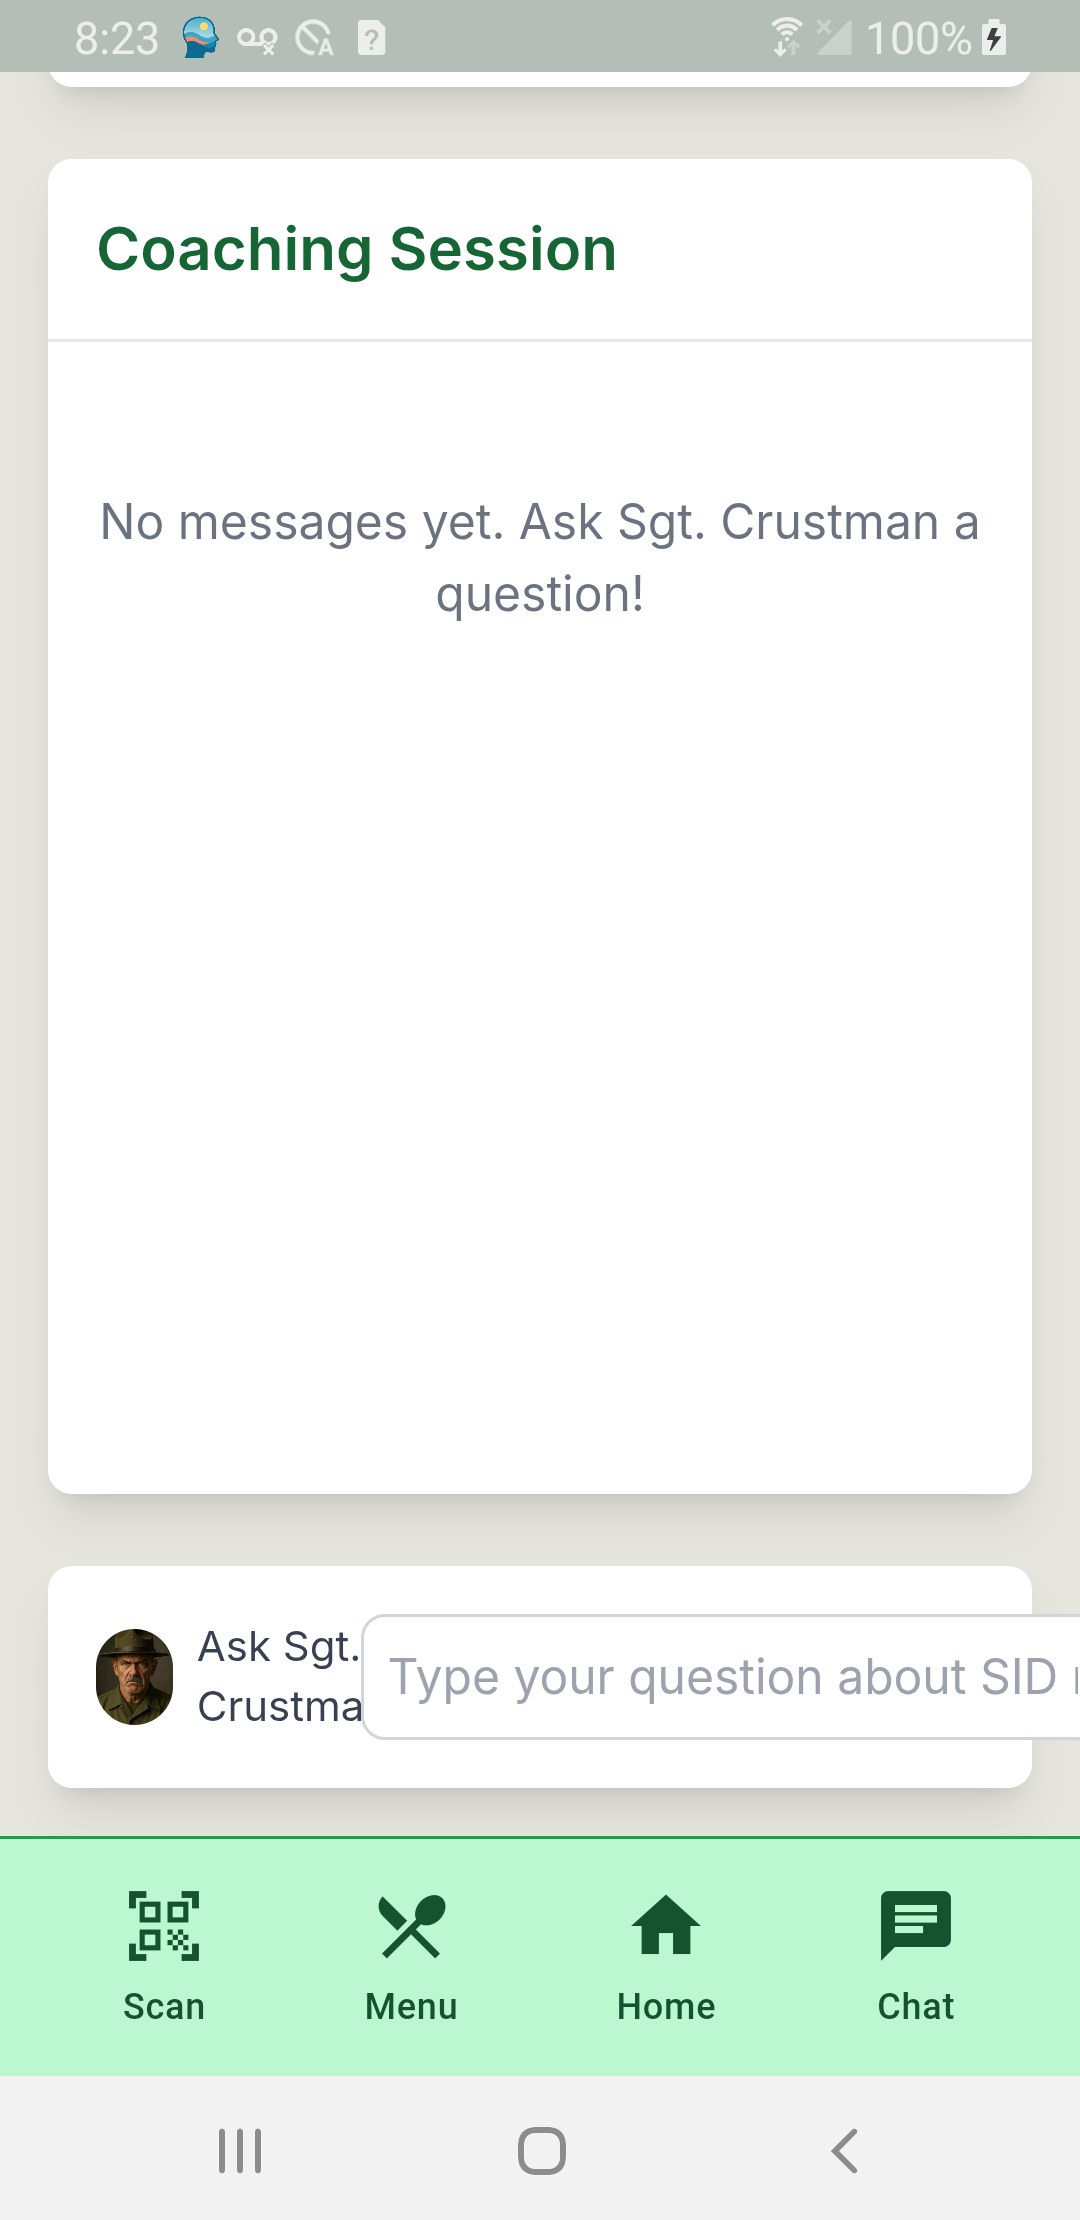 8:23
100%
Coaching Session
No messages yet. Ask Sgt. Crustman a
question!
Ask Sgt.
Crustma
Type your question about SID
Scan
Menu
Home
Chat